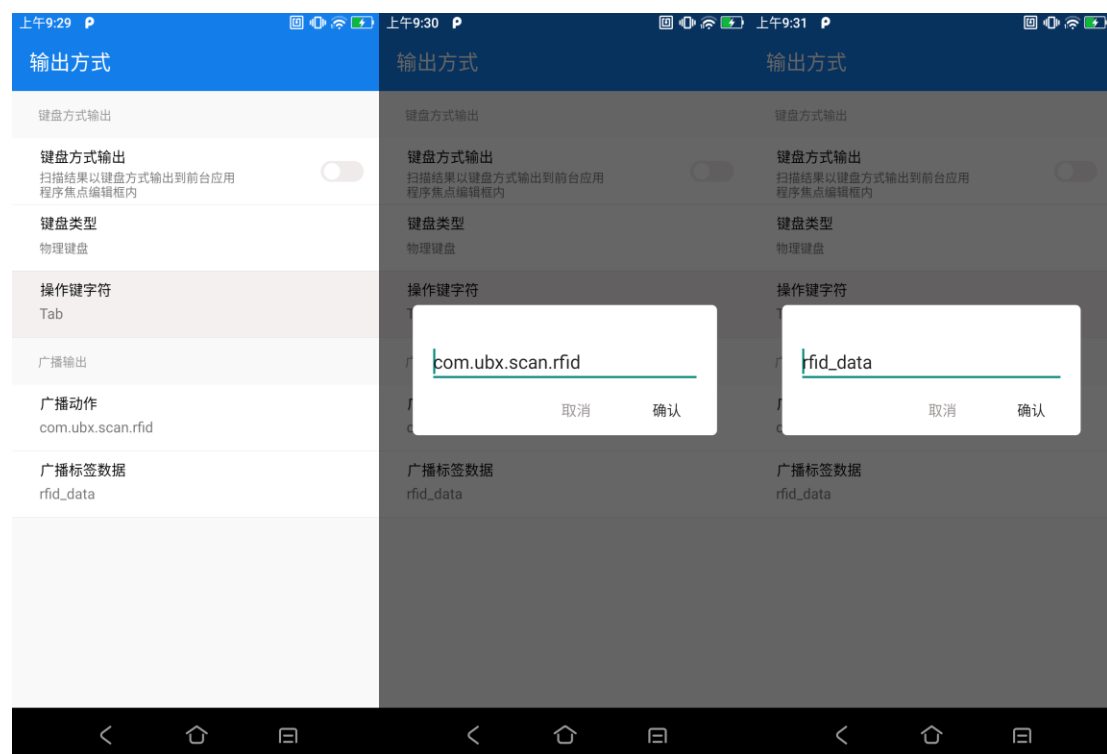 上午9:29
输出方式
键盘方式输出
键盘方式输出
扫描结果以键盘方式输出到前台应用
程序焦点编辑框内
键盘类型
物理键盘
操作键字符
Tab
广播输出
广播动作
com.ubx.scan.rfid
广播标签数据
rfid_data
上午9:30
输出方式
键盘方式输出
键盘方式输出
扫描结果以键盘方式输出到前台应用
程序焦点编辑框内
键盘类型
物理键盘
操作键字符
com.ubx.scan.rfid
取消 确认
广播标签数据
rfid_data
上午9:31
输出方式
键盘方式输出
键盘方式输出
扫描结果以键盘方式输出到前台应用
程序焦点编辑框内
键盘类型
物理键盘
操作键字符
rfid_data
取消 确认
广播标签数据
rfid_data